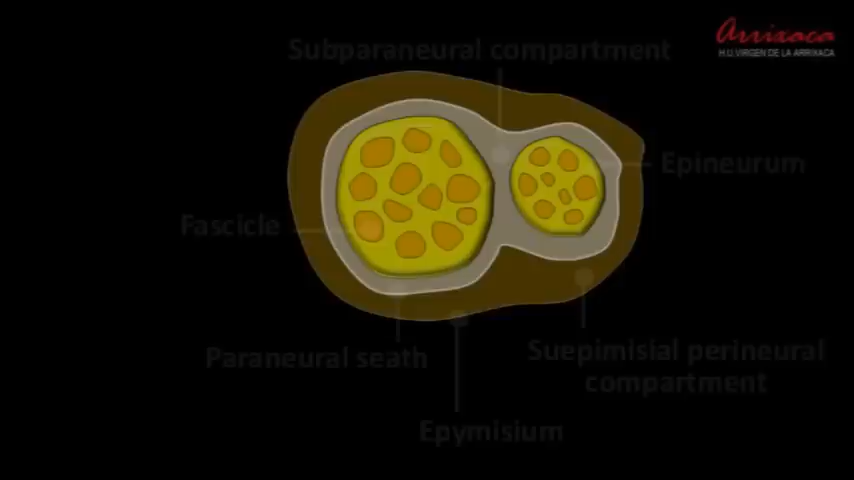 Arrixaca
H.U. VIRGEN DE LA ARRIXACA
Subparaneural compartment
Epineurum
Fascicle
Paraneural seath
Suepimisial perineural
compartment
Epymisium